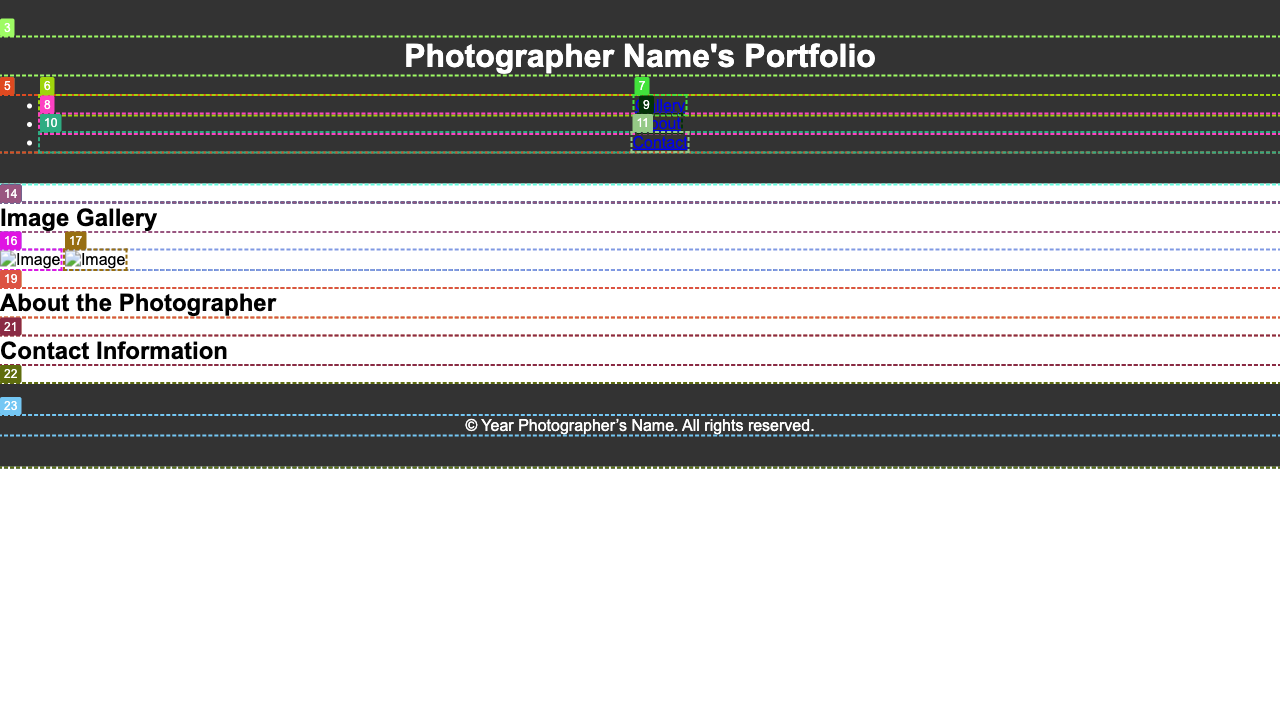 3
Photographer Name's Portfolio
5 6 7
8 9 Gallery
10 11 About
Contact
14
Image Gallery
16 17
Image Image
19
About the Photographer
21
Contact Information
22
23
© Year Photographer’s Name. All rights reserved.